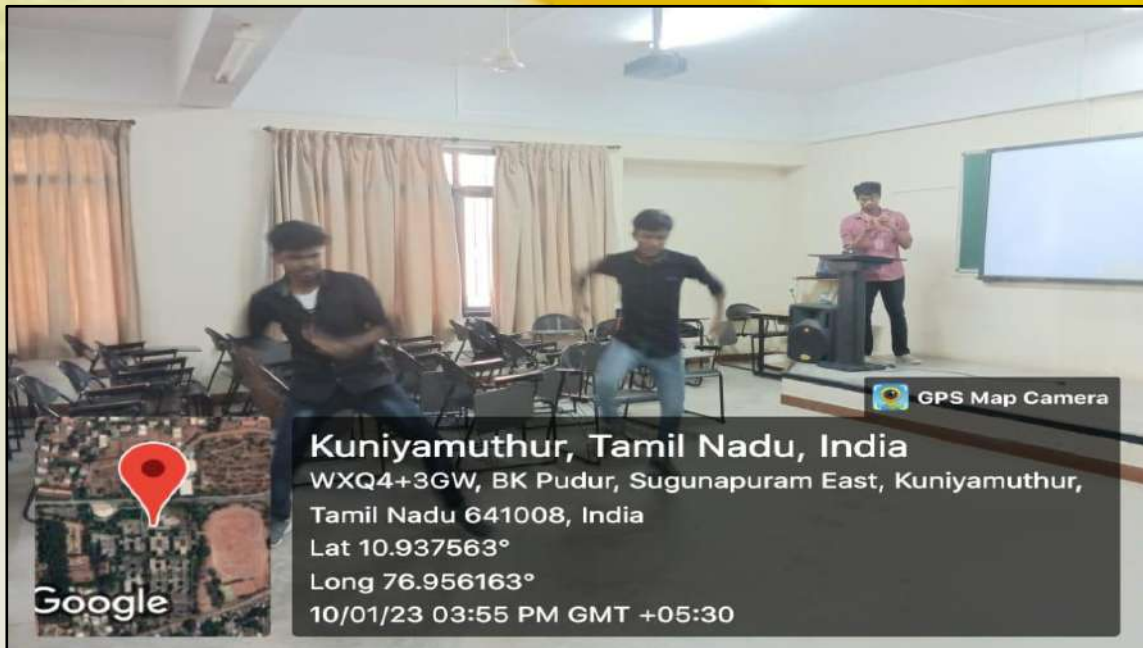 GPS Map Camera
Kuniyamuthur, Tamil Nadu, India
WXQ4+3GW, BK Pudur, Sugunapuram East, Kuniyamuthur,
Tamil Nadu 641008, India
Lat 10.937563°
Long 76.956163°
10/01/23 03:55 PM GMT +05:30
Google